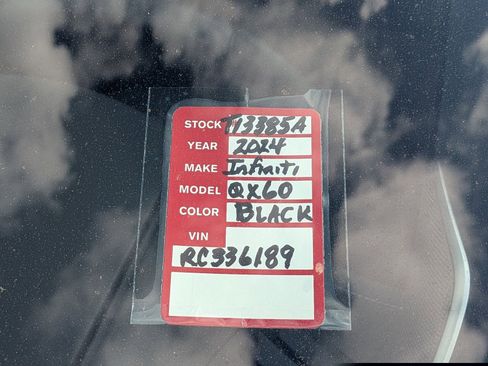 STOCK T13385A
YEAR 2024
MAKE Infiniti
MODEL QX60
COLOR BLACK
VIN
RC336189